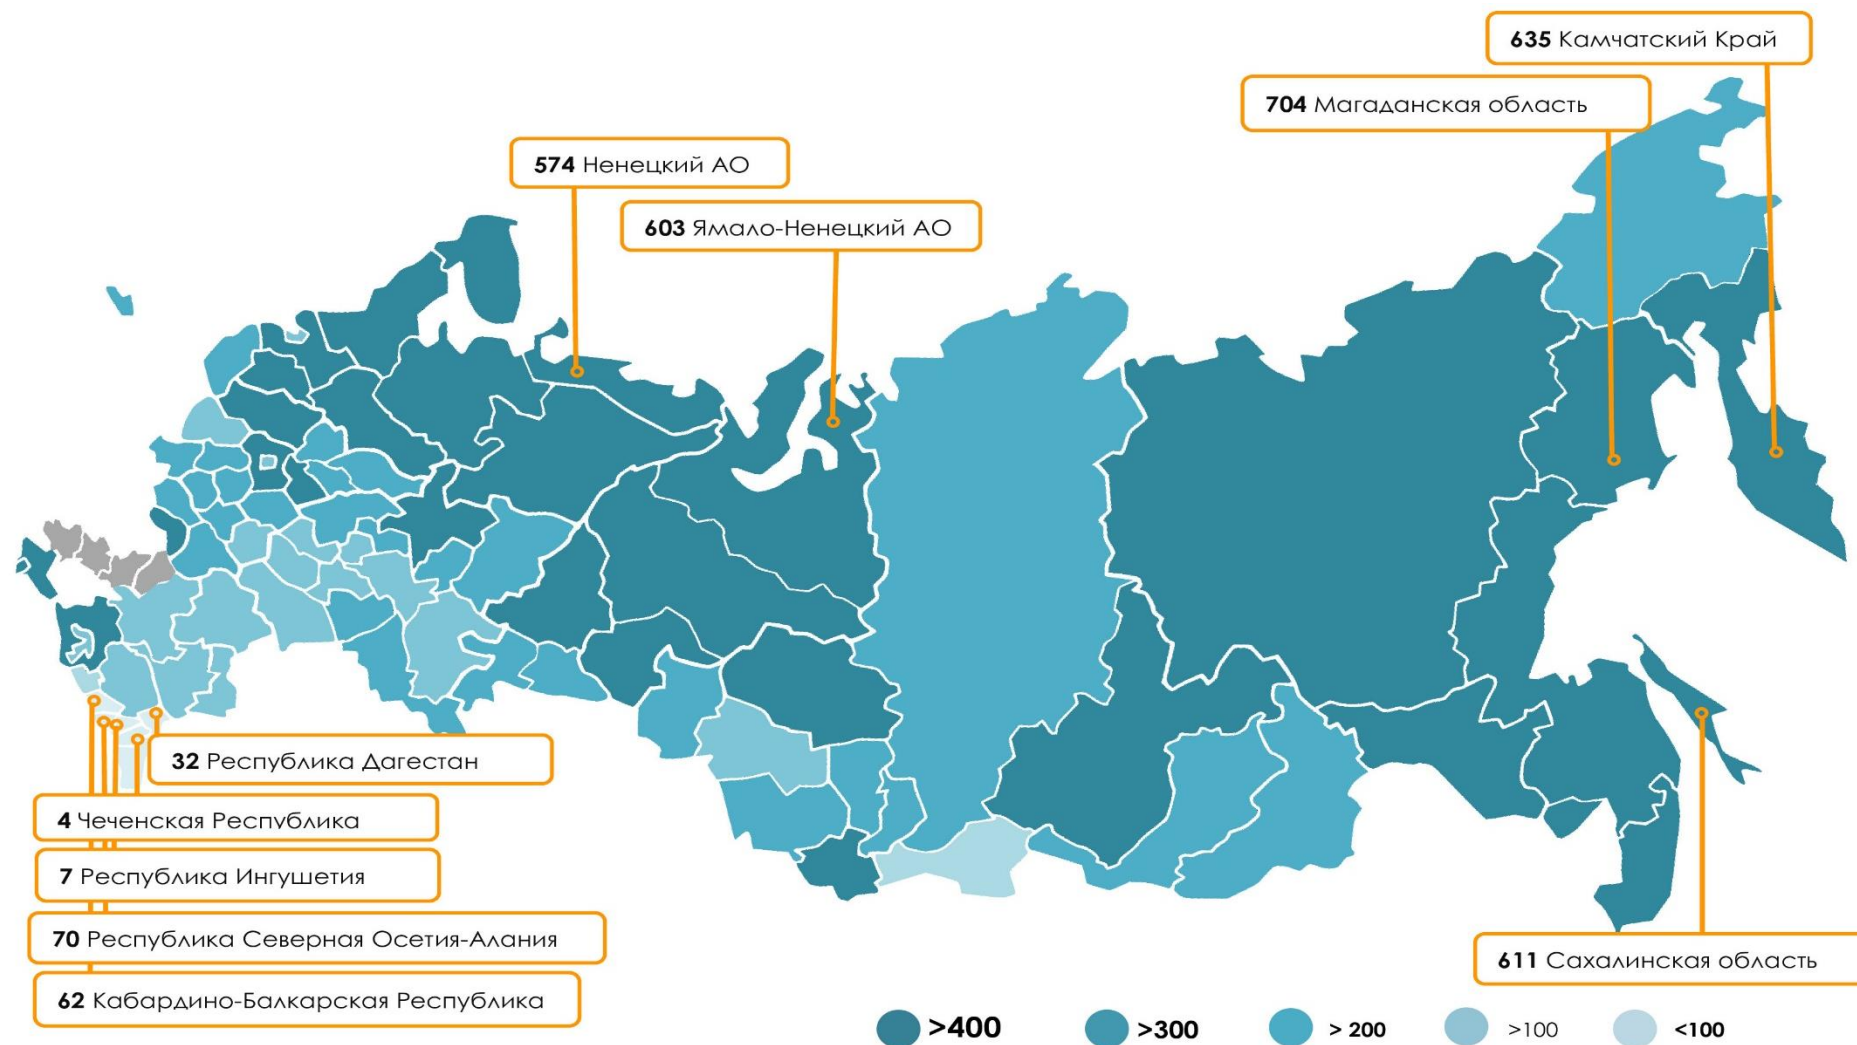 635 Камчатский Край
704 Магаданская область
574 Ненецкий АО
603 Ямало-Ненецкий АО
32 Республика Дагестан
4 Чеченская Республика
7 Республика Ингушетия
70 Республика Северная Осетия-Алания
62 Кабардино-Балкарская Республика
611 Сахалинская область
>400 >300 > 200 >100 <100